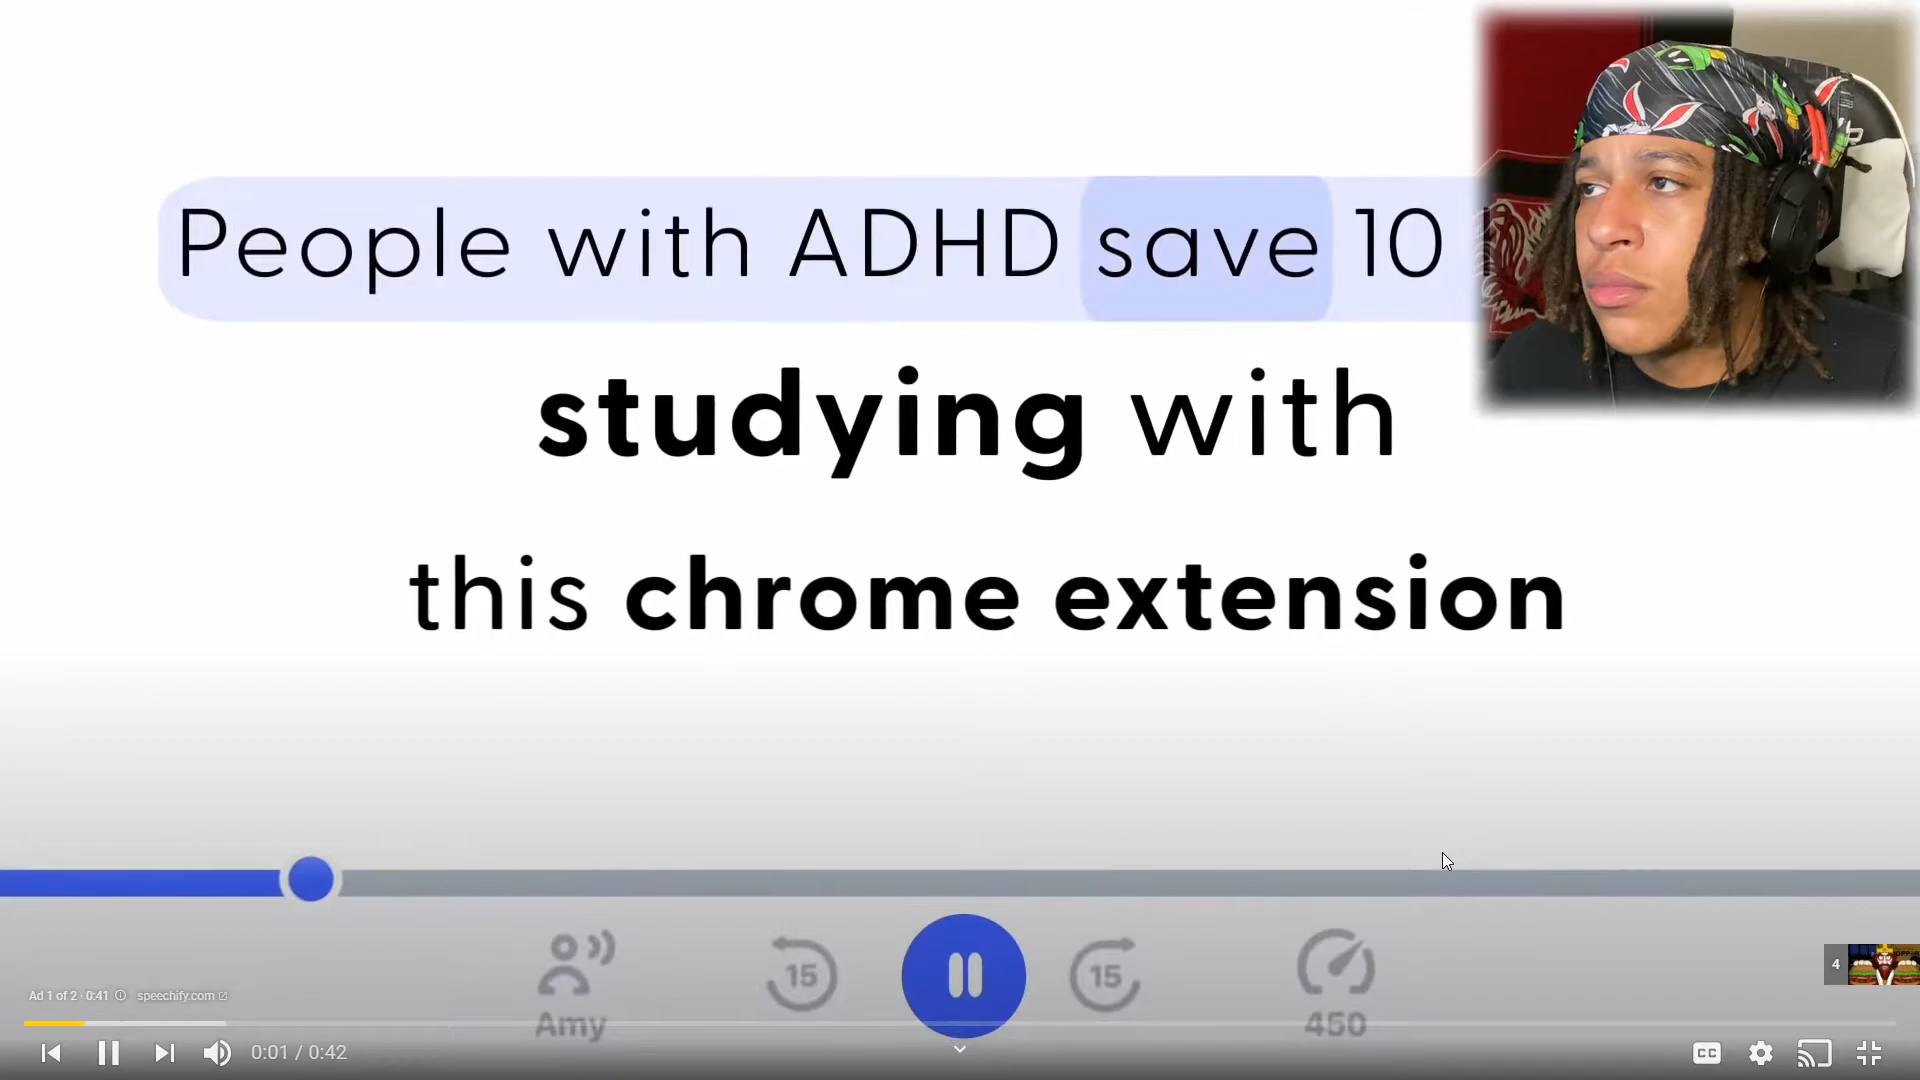 People with ADHD save 10
studying with
this chrome extension
15
15
Amy
450
4
Ad 1 of 2 · 0:41
speechify.com
0:01 / 0:42
CC